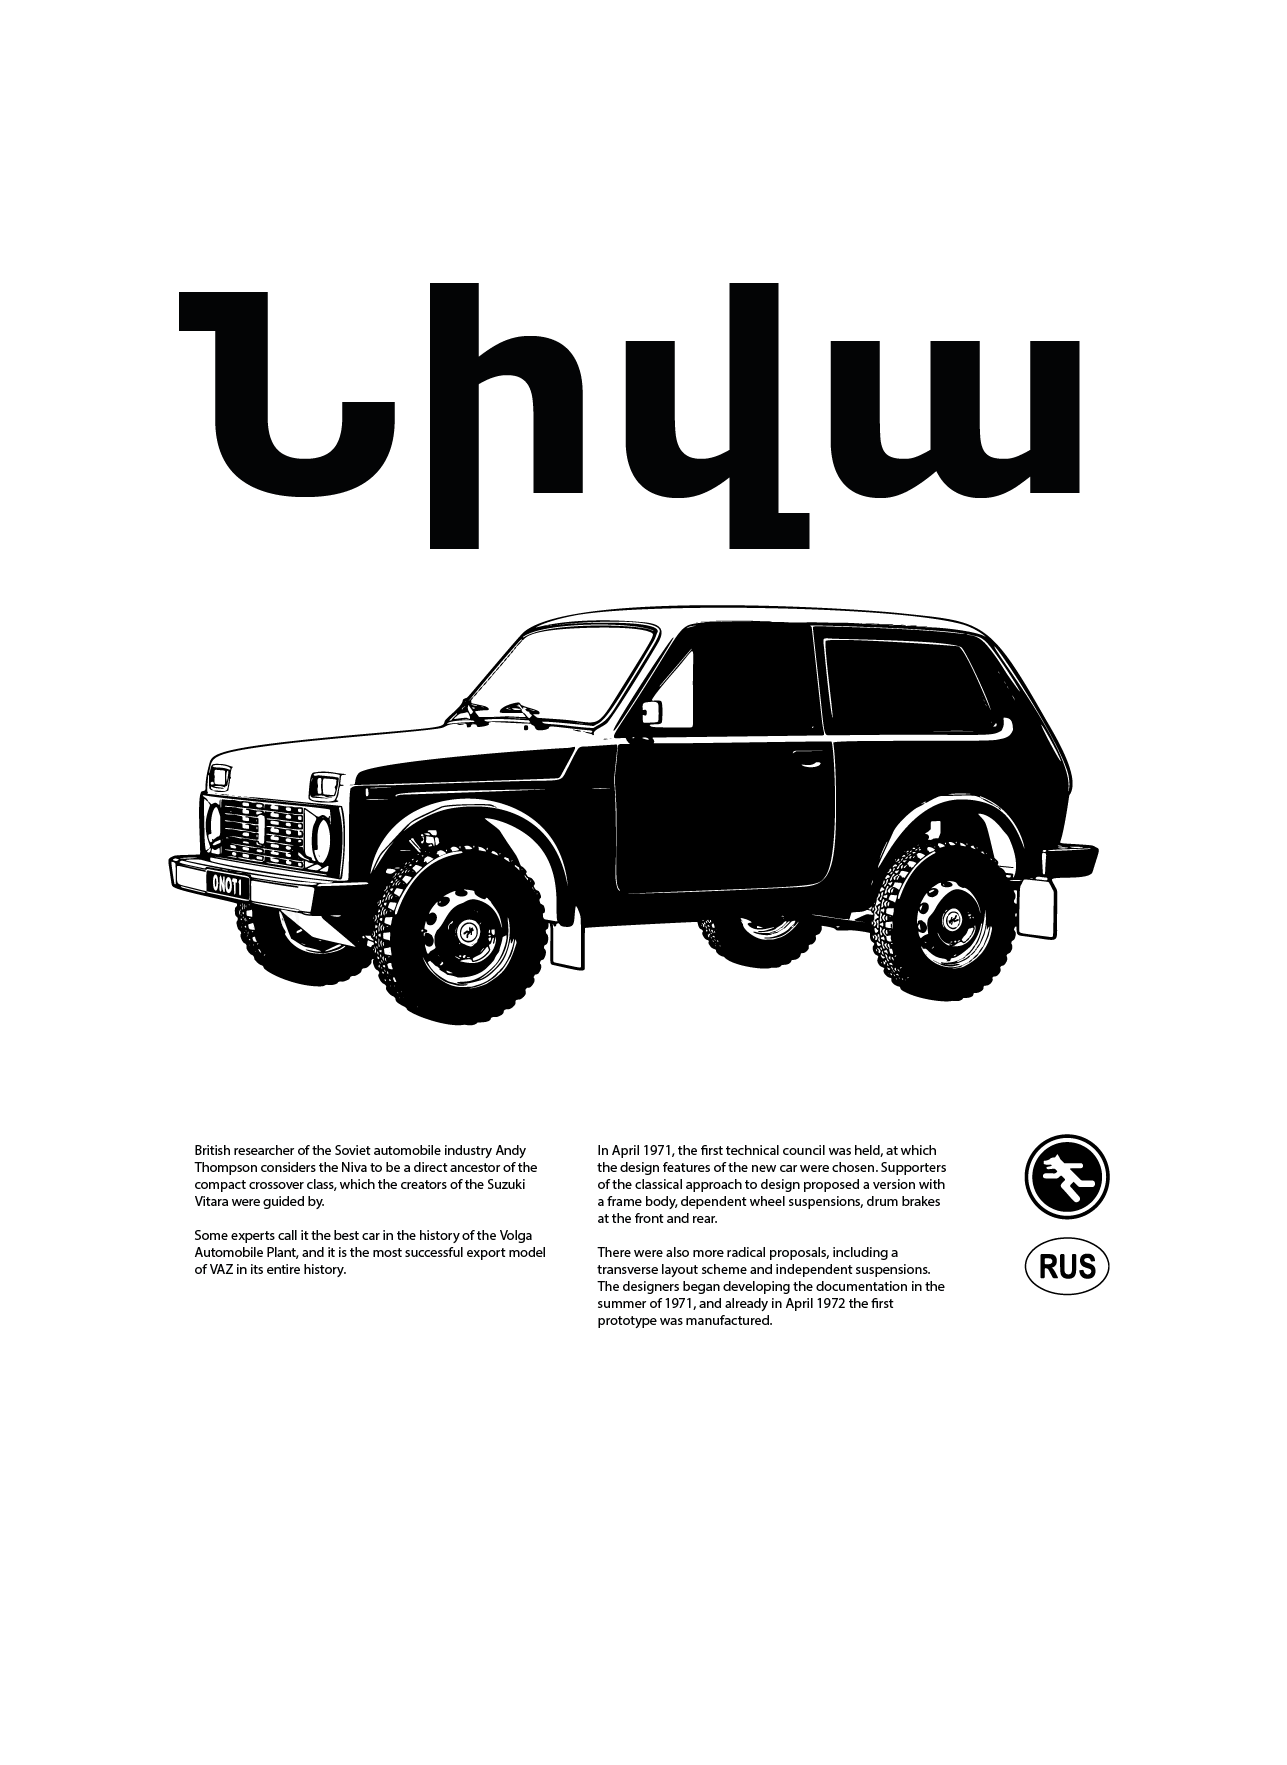 Նիվա
0NOT1
British researcher of the Soviet automobile industry Andy
Thompson considers the Niva to be a direct ancestor of the
compact crossover class, which the creators of the Suzuki
Vitara were guided by.
Some experts call it the best car in the history of the Volga
Automobile Plant, and it is the most successful export model
of VAZ in its entire history.
In April 1971, the first technical council was held, at which
the design features of the new car were chosen. Supporters
of the classical approach to design proposed a version with
a frame body, dependent wheel suspensions, drum brakes
at the front and rear.
There were also more radical proposals, including a
transverse layout scheme and independent suspensions.
The designers began developing the documentation in the
summer of 1971, and already in April 1972 the first
prototype was manufactured.
RUS